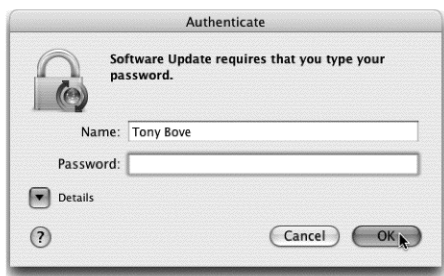 Authenticate
Software Update requires that you type your
password.
Name: Tony Bove
Password:
Details
?
Cancel OK